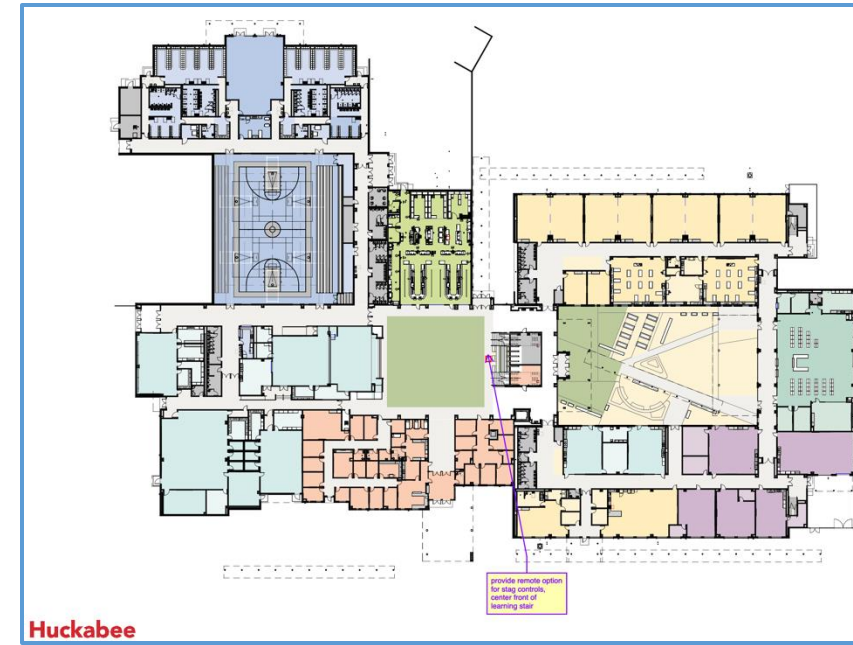 provide remote option
for stag controls,
center front of
learning stair
Huckabee